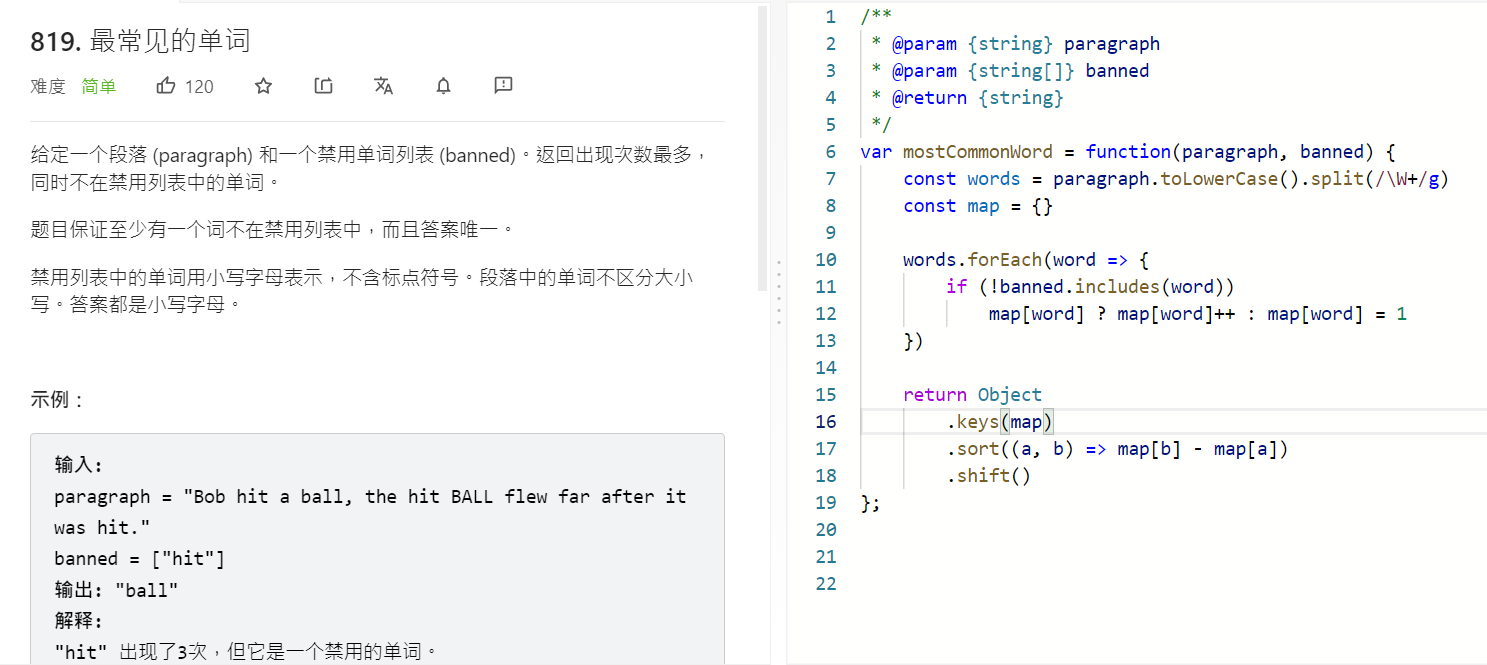 819. 最常见的单词
难度 简单 120
给定一个段落 (paragraph) 和一个禁用单词列表 (banned)。返回出现次数最多，
同时不在禁用列表中的单词。
题目保证至少有一个词不在禁用列表中，而且答案唯一。
禁用列表中的单词用小写字母表示，不含标点符号。段落中的单词不区分大小
写。答案都是小写字母。
示例：
输入:
paragraph = "Bob hit a ball, the hit BALL flew far after it
was hit."
banned = ["hit"]
输出: "ball"
解释:
"hit" 出现了3次，但它是一个禁用的单词。
1 /**
2  * @param {string} paragraph
3  * @param {string[]} banned
4  * @return {string}
5  */
6 var mostCommonWord = function(paragraph, banned) {
7     const words = paragraph.toLowerCase().split(/\W+/g)
8     const map = {}
9
10     words.forEach(word => {
11         if (!banned.includes(word))
12             map[word] ? map[word]++ : map[word] = 1
13     })
14
15     return Object
16         .keys(map)
17         .sort((a, b) => map[b] - map[a])
18         .shift()
19 };
20
21
22